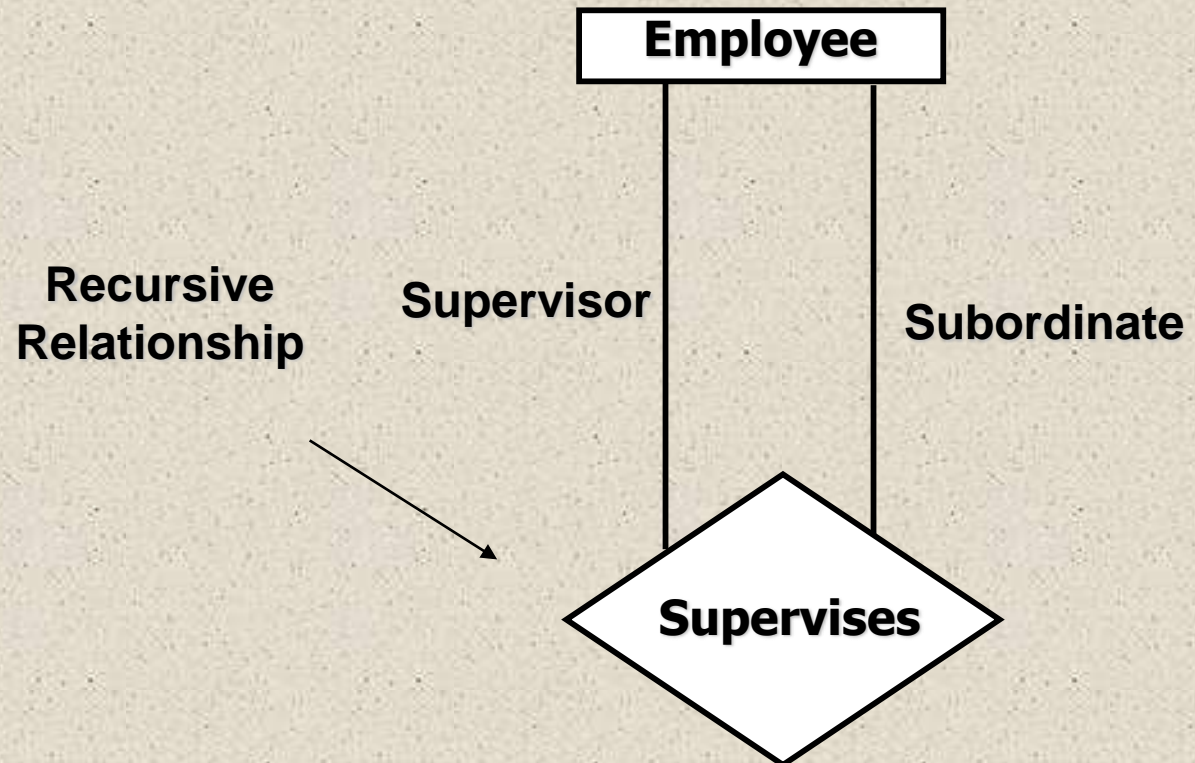 Employee
Recursive
Relationship
Supervisor
Subordinate
Supervises